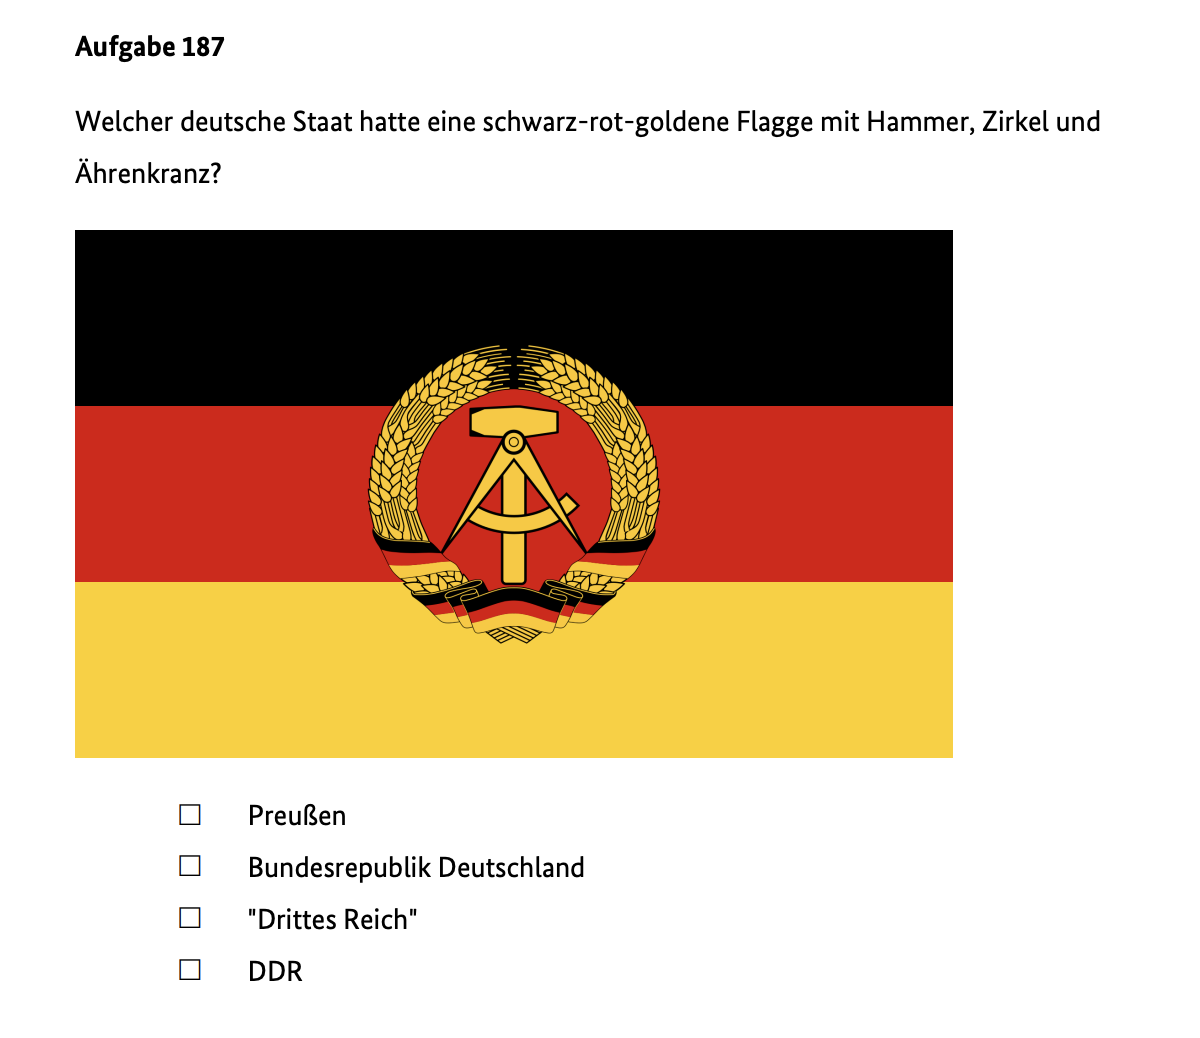 Aufgabe 187
Welcher deutsche Staat hatte eine schwarz-rot-goldene Flagge mit Hammer, Zirkel und
Ährenkranz?
Preußen
Bundesrepublik Deutschland
"Drittes Reich"
DDR